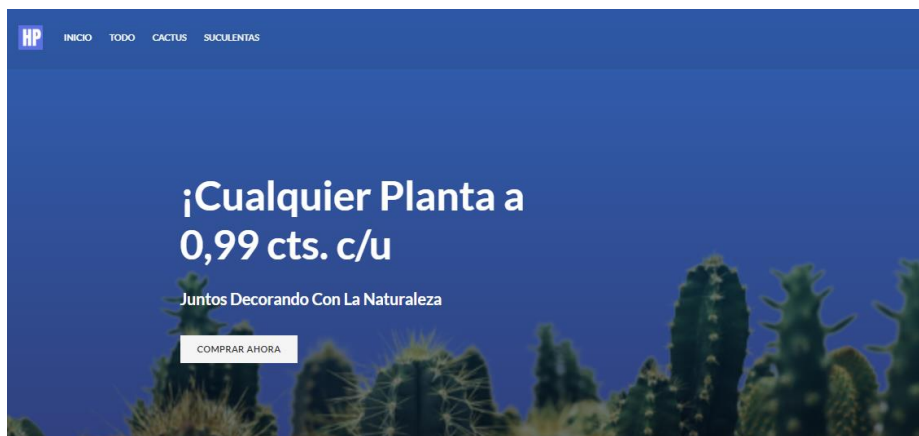 HP
INICIO TODO CACTUS SUCULENTAS
¡Cualquier Planta a
0,99 cts. c/u
Juntos Decorando Con La Naturaleza
COMPRAR AHORA